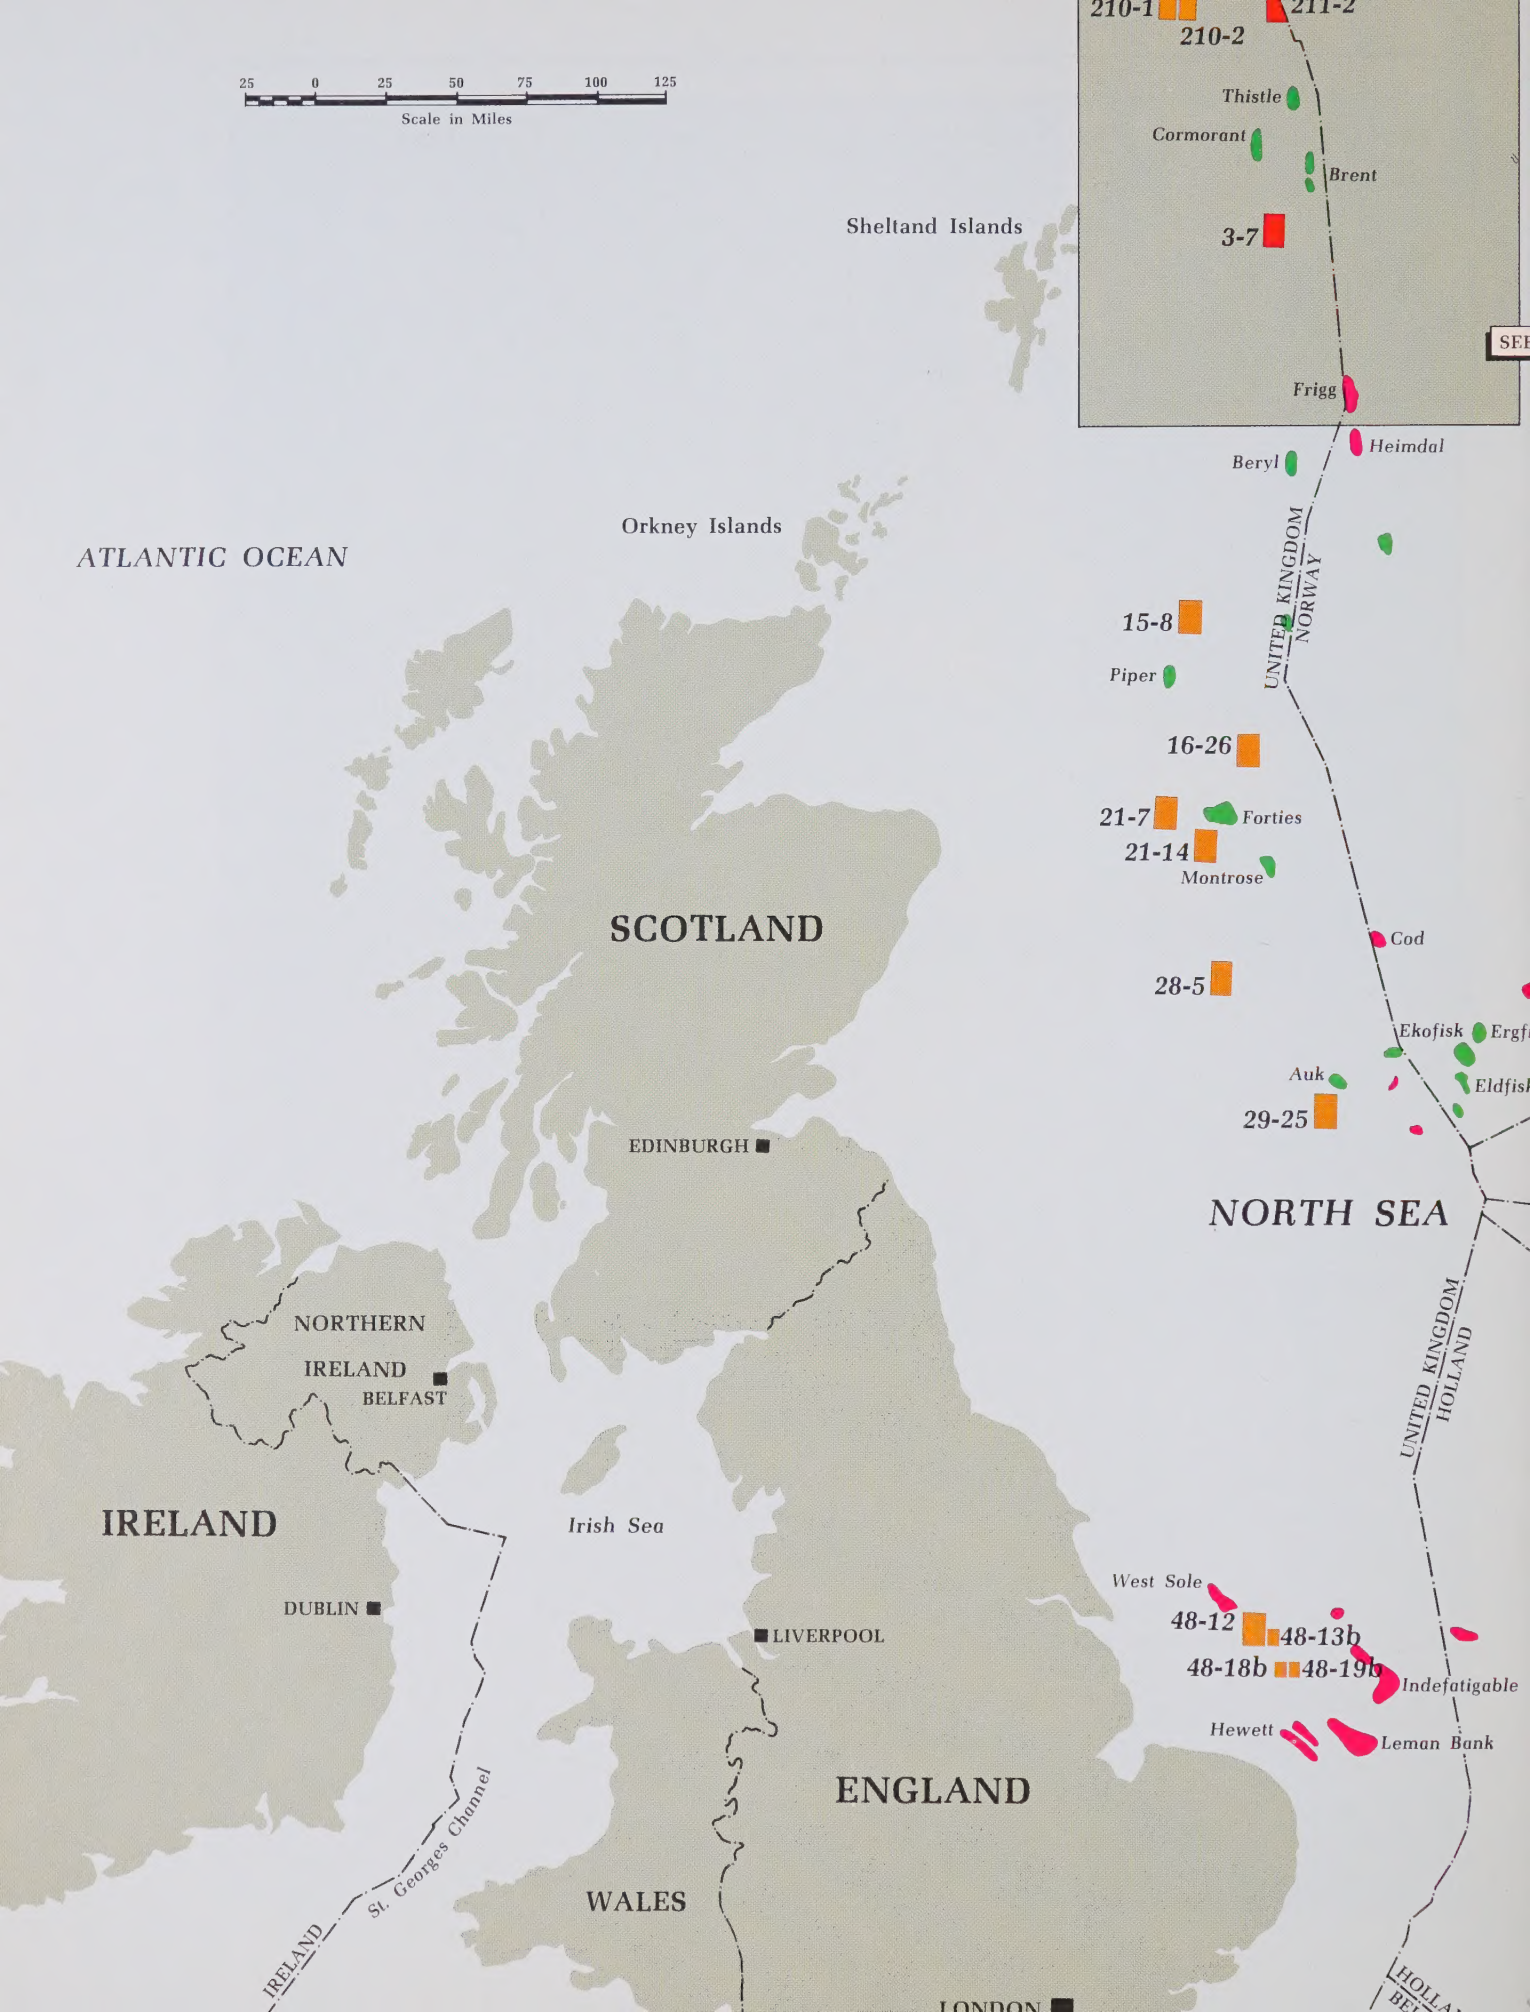 210-1
211-2
210-2
25 0 25 50 75 100 125
Scale in Miles
Thistle
Cormorant
Brent
Sheltand Islands
3-7
SEE
Frigg
Heimdal
Beryl
Orkney Islands
ATLANTIC OCEAN
UNITED KINGDOM
NORWAY
15-8
Piper
16-26
21-7
Forties
21-14
Montrose
SCOTLAND
Cod
28-5
Ekofisk
Auk
29-25
EDINBURGH
NORTH SEA
UNITED KINGDOM
HOLLAND
NORTHERN
IRELAND
BELFAST
IRELAND
Irish Sea
DUBLIN
LIVERPOOL
West Sole
48-12
48-13b
48-18b
48-19b
Indefatigable
Hewett
Leman Bank
ENGLAND
St. Georges Channel
WALES
IRELAND
LONDON